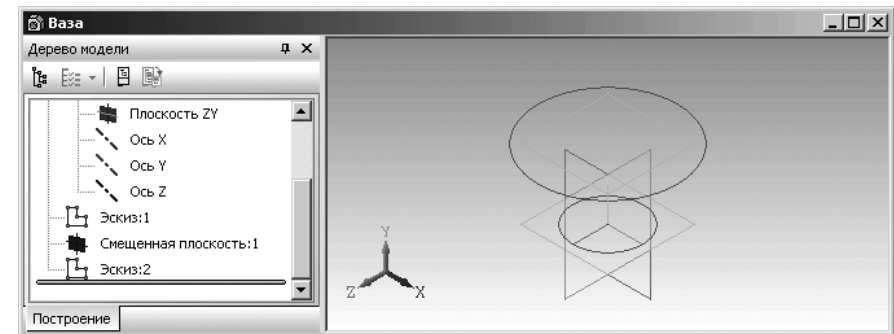 Ваза
Дерево модели
Плоскость ZY
Ось X
Ось Y
Ось Z
Эскиз:1
Смещенная плоскость:1
Эскиз:2
Построение
Y
Z
X